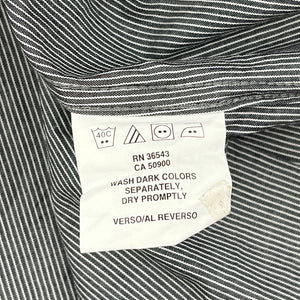 40C
RN 36543
CA 50900
WASH DARK COLORS
SEPARATELY,
DRY PROMPTLY
VERSO/AL REVERSO